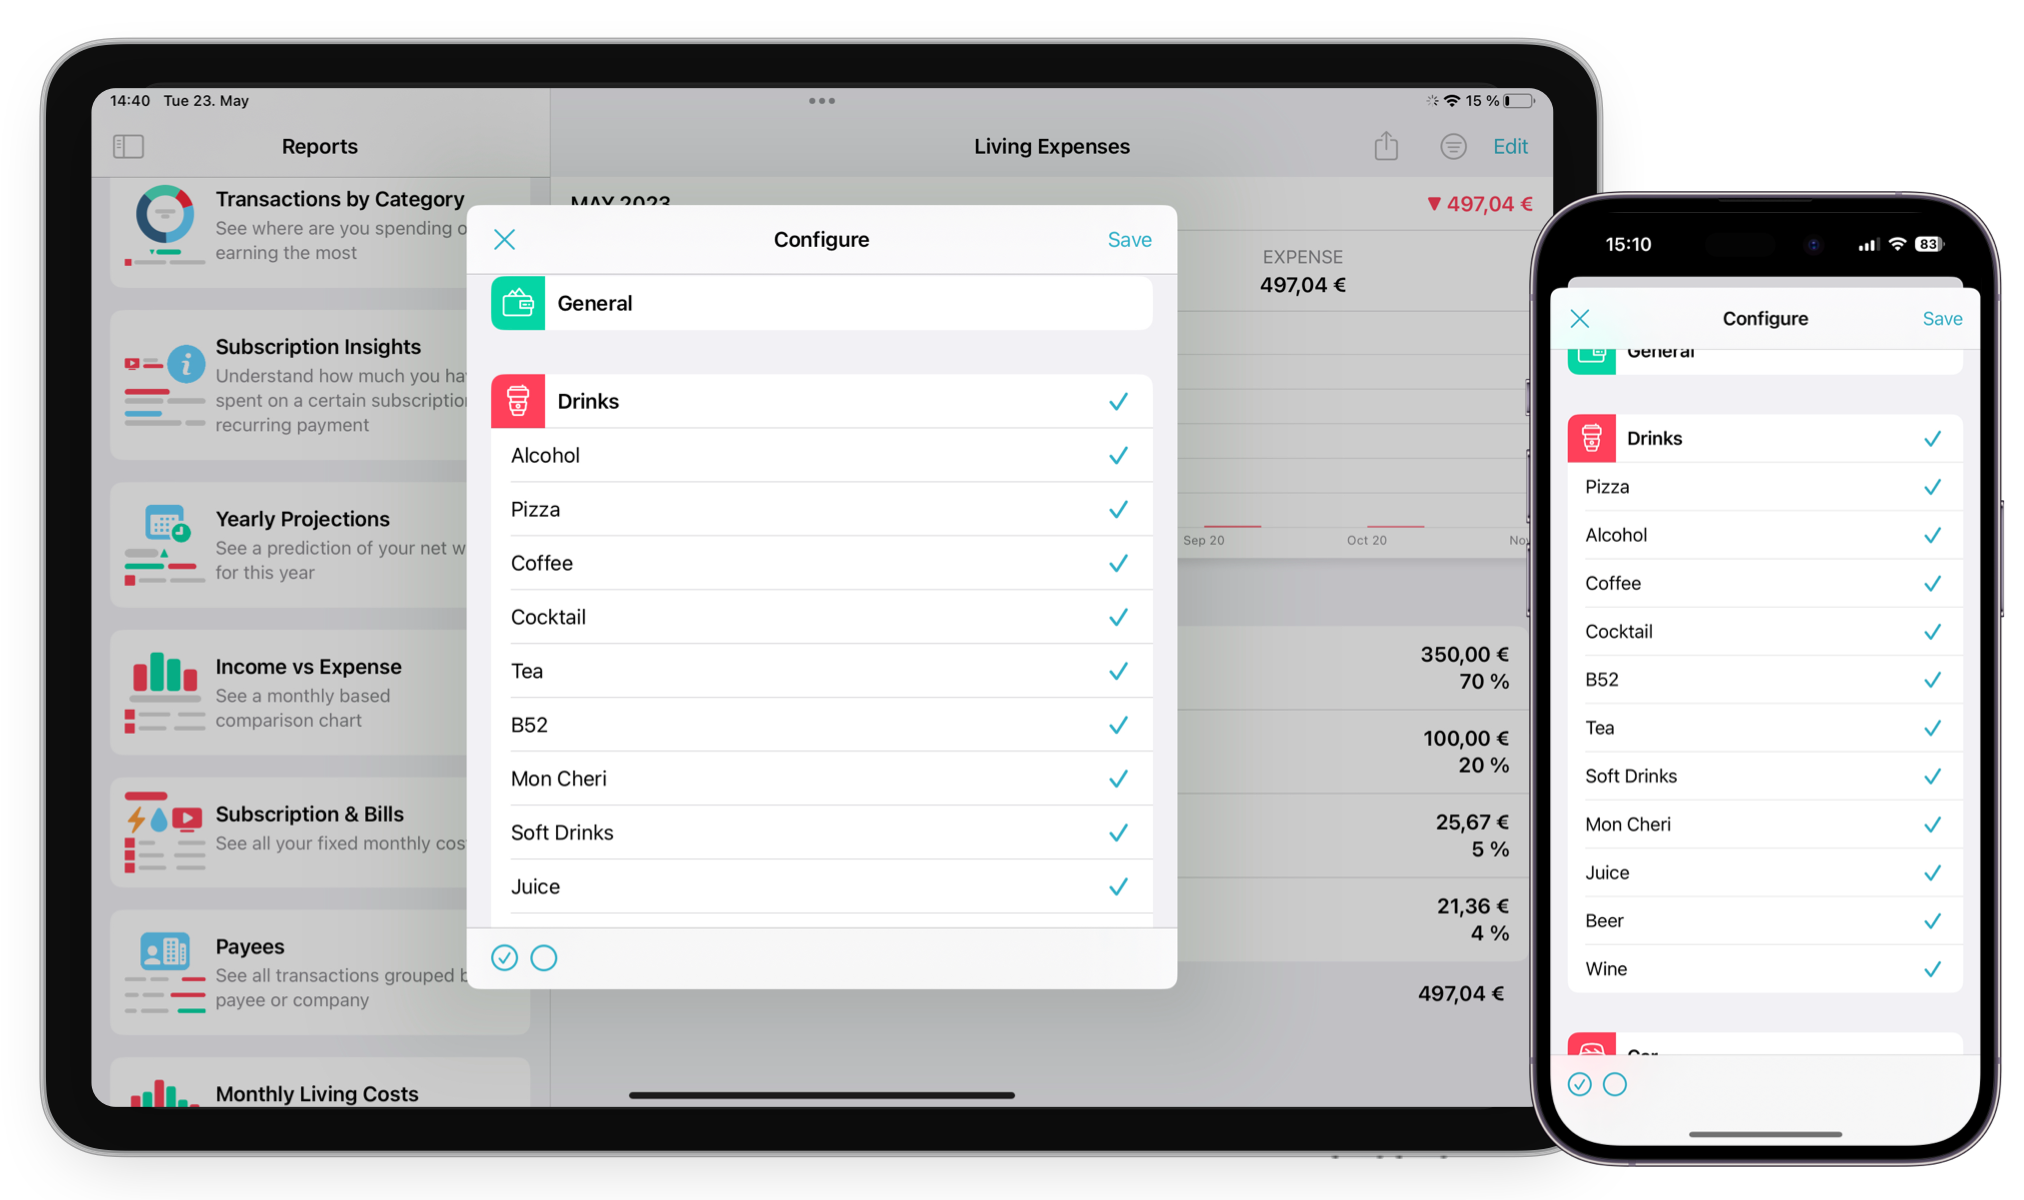 14:40 Tue 23. May
15 %
Reports
Living Expenses
Edit
Transactions by Category
See where are you spending
earning the most
Subscription Insights
Understand how much you
spent on a certain
recurring payment
Yearly Projections
See a prediction of your net
for this year
Income vs Expense
See a monthly based
comparison chart
Subscription & Bills
See all your fixed monthly
Payees
See all transactions grouped
payee or company
Monthly Living Costs
MAY 2023
497,04 €
EXPENSE
497,04 €
Sep 20
Oct 20
350,00 €
70 %
100,00 €
20 %
25,67 €
5 %
21,36 €
4 %
497,04 €
Configure
Save
General
Drinks
Alcohol
Pizza
Coffee
Cocktail
Tea
B52
Mon Cheri
Soft Drinks
Juice
15:10
83
Configure
Save
General
Drinks
Pizza
Alcohol
Coffee
Cocktail
B52
Tea
Soft Drinks
Mon Cheri
Juice
Beer
Wine